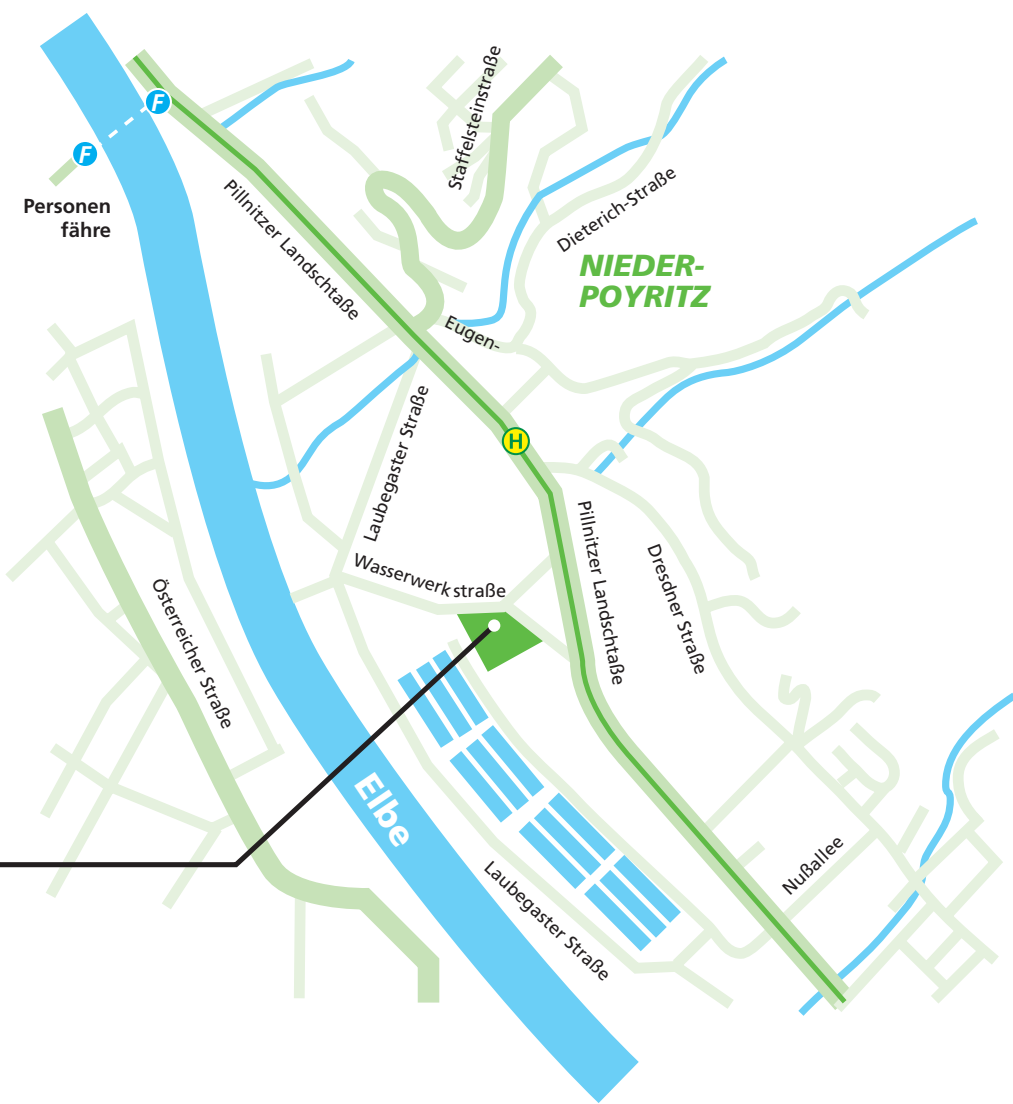 Staffelsteinstraße
F
F
Personen
fähre
Pillnitzer Landschtaße
Dieterich-Straße
NIEDER-
POYRITZ
Eugen-
Laubegaster Straße
H
Wasserwerkstraße
Pillnitzer Landschtaße
Dresdner Straße
Österreicher Straße
Elbe
Nußallee
Laubegaster Straße